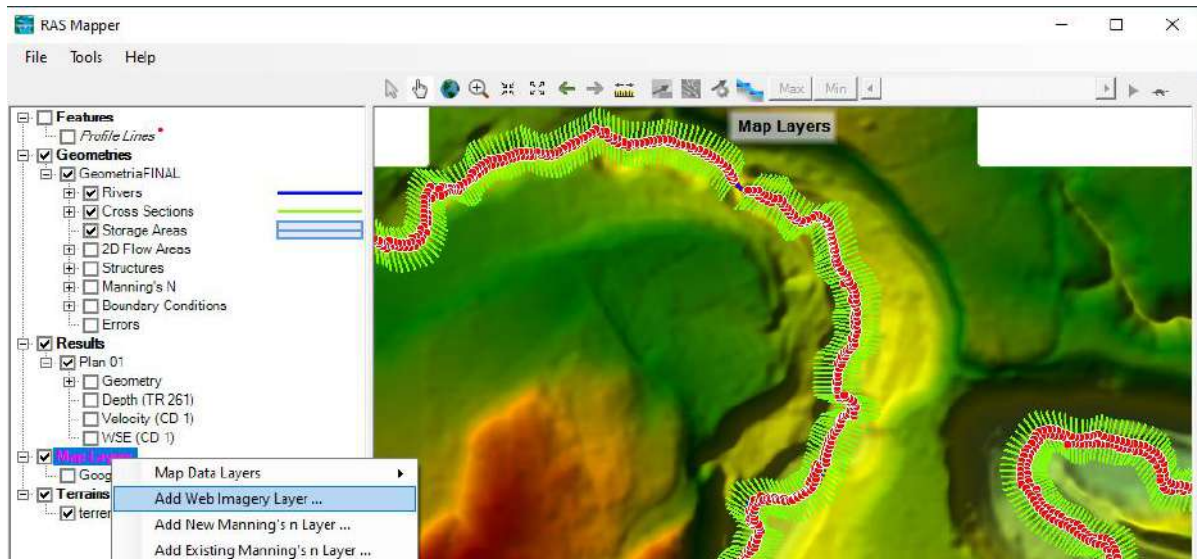 RAS Mapper
File Tools Help
Max Min
Features
Profile Lines
Map Layers
Geometries
GeometriaFINAL
Rivers
Cross Sections
Storage Areas
2D Flow Areas
Structures
Manning's N
Boundary Conditions
Errors
Results
Plan 01
Geometry
Depth (TR 261)
Velocity (CD 1)
WSE (CD 1)
Map Layers
Goog
Map Data Layers
Terrains
Add Web Imagery Layer ...
terrer
Add New Manning's n Layer ...
Add Existing Manning's n Layer ...